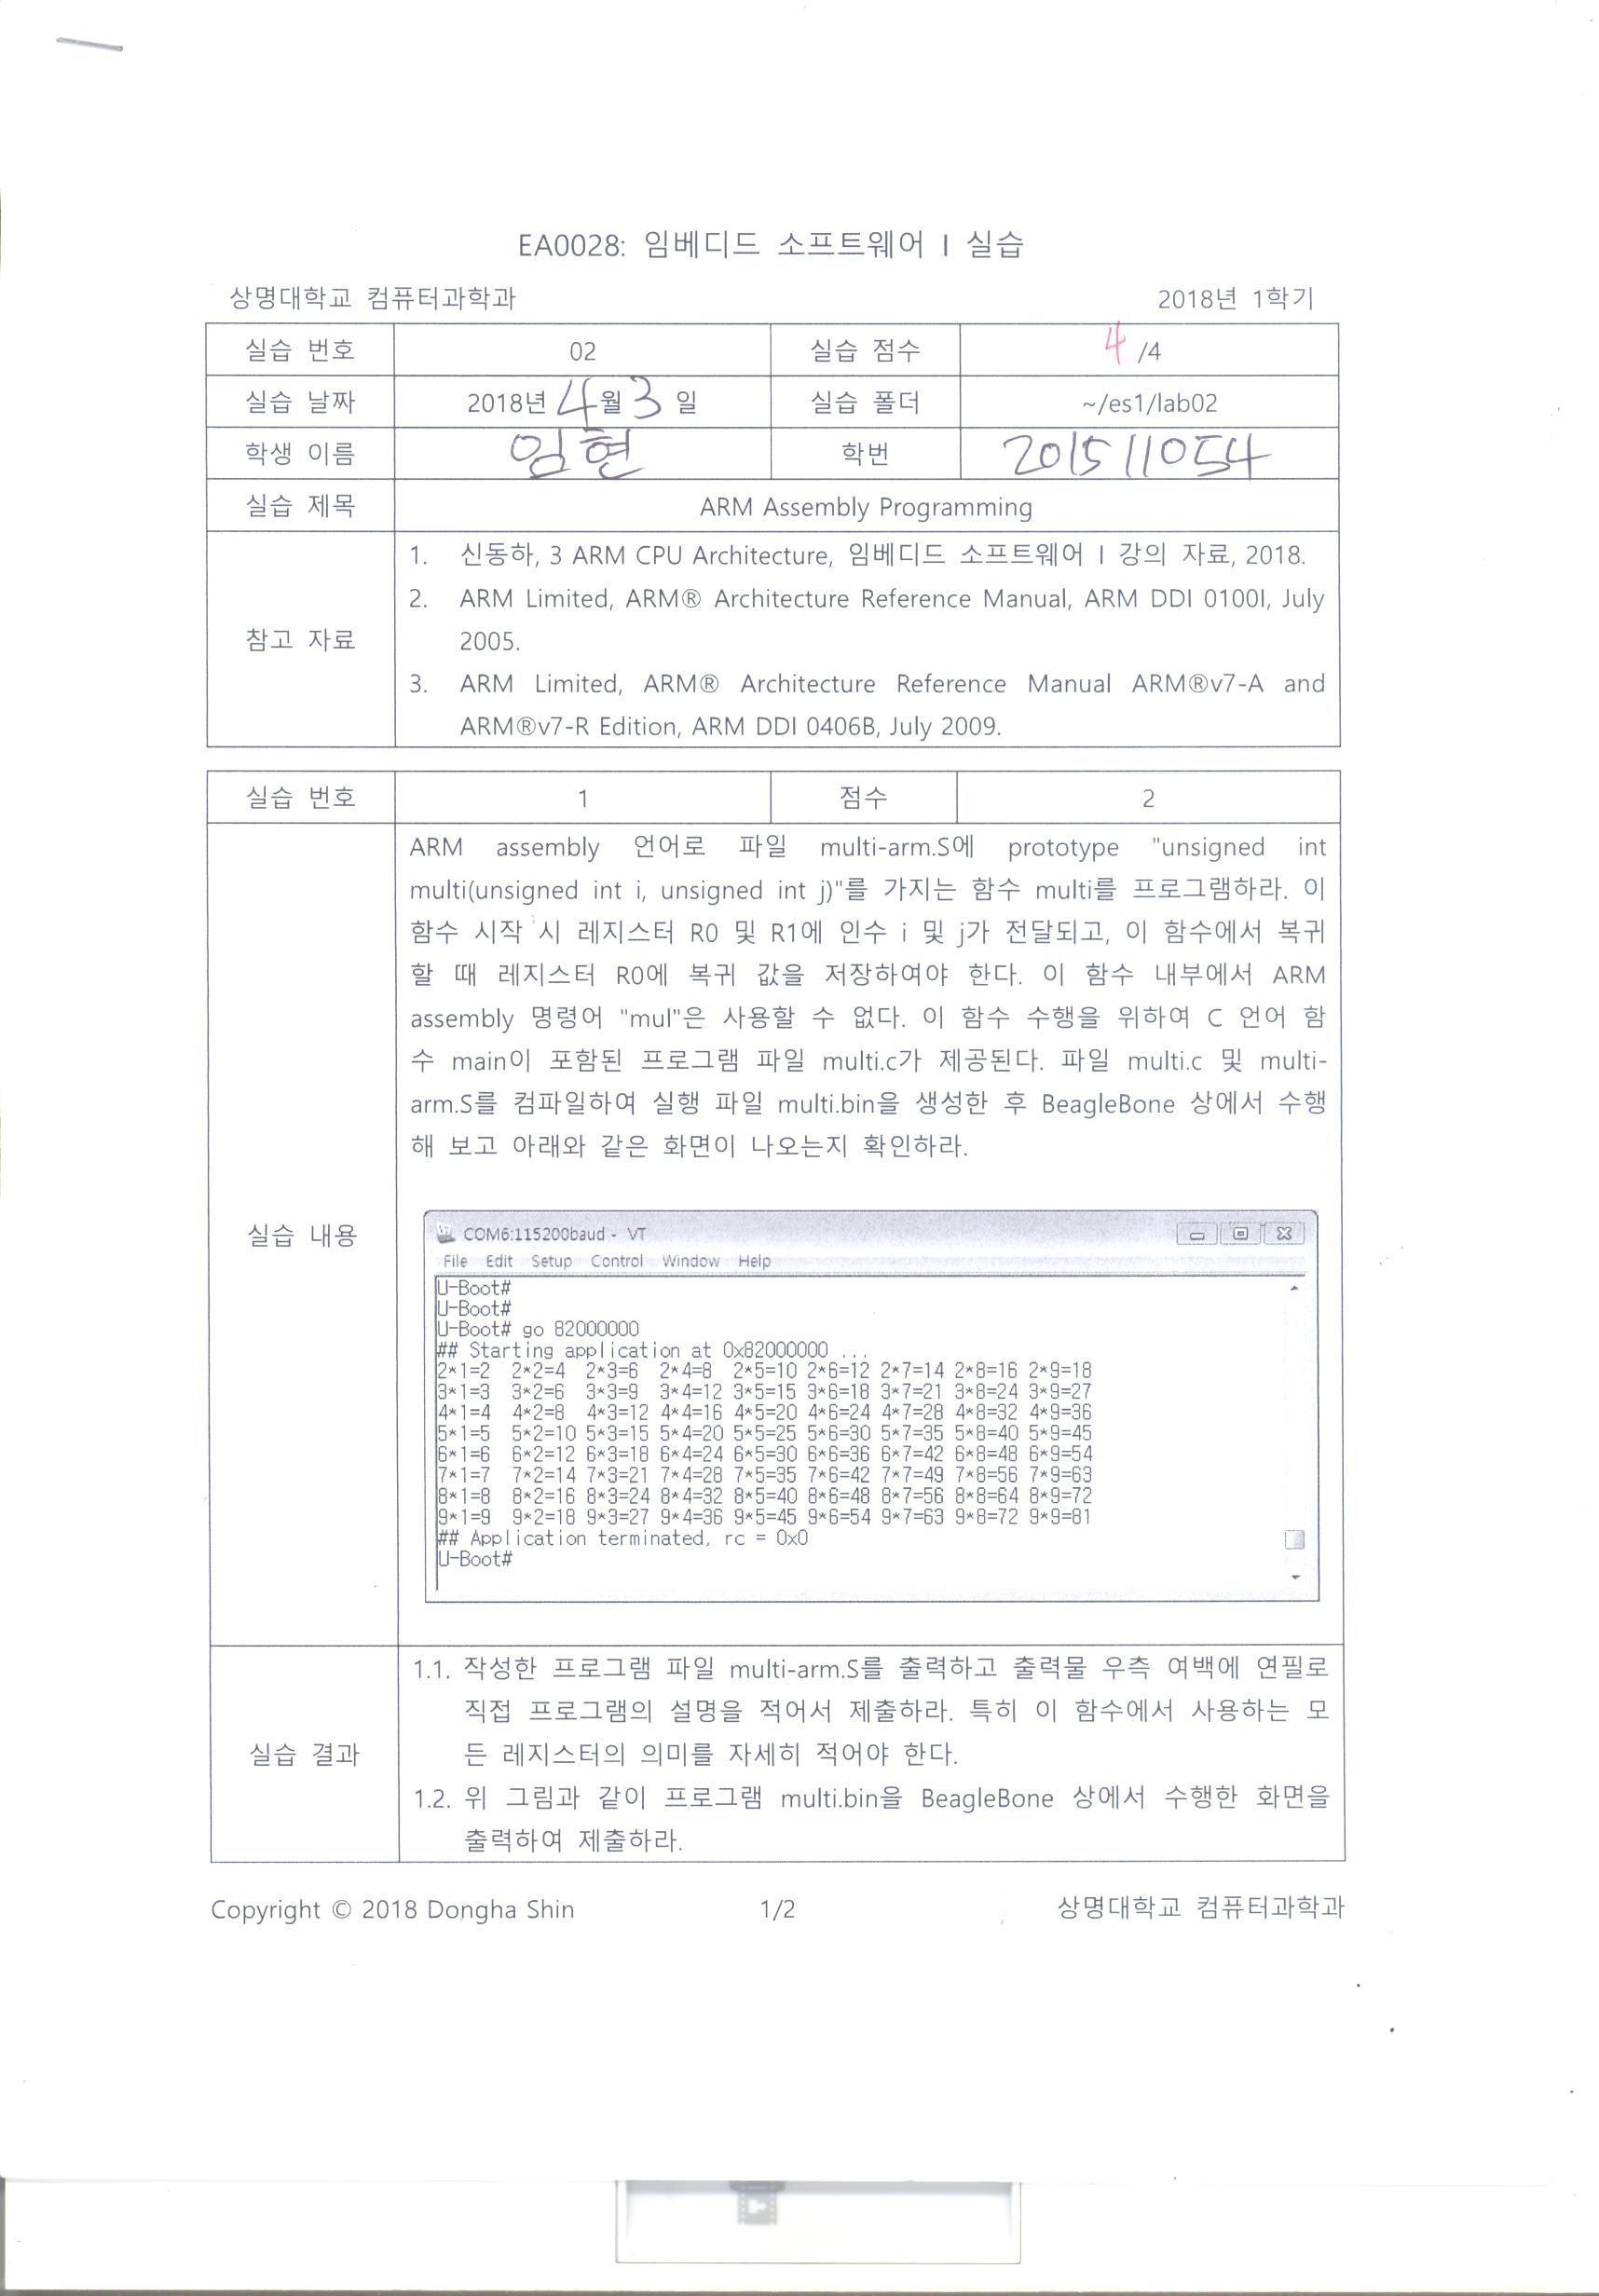 EA0028: 임베디드 소프트웨어 I 실습
상명대학교 컴퓨터과학과 2018년 1학기
실습 번호 02 실습 점수 4 /4
실습 날짜 2018년 4월 3일 실습 폴더 ~/es1/lab02
학생 이름 임현 학번 201511054
실습 제목 ARM Assembly Programming
참고 자료
1. 신동하, 3 ARM CPU Architecture, 임베디드 소프트웨어 I 강의 자료, 2018.
2. ARM Limited, ARM® Architecture Reference Manual, ARM DDI 0100I, July
2005.
3. ARM Limited, ARM® Architecture Reference Manual ARM®v7-A and
ARM®v7-R Edition, ARM DDI 0406B, July 2009.
실습 번호 1 점수 2
실습 내용
ARM assembly 언어로 파일 multi-arm.S에 prototype "unsigned int
multi(unsigned int i, unsigned int j)"를 가지는 함수 multi를 프로그램하라. 이
함수 시작 시 레지스터 R0 및 R1에 인수 i 및 j가 전달되고, 이 함수에서 복귀
할 때 레지스터 R0에 복귀 값을 저장하여야 한다. 이 함수 내부에서 ARM
assembly 명령어 "mul"은 사용할 수 없다. 이 함수 수행을 위하여 C 언어 함
수 main이 포함된 프로그램 파일 multi.c가 제공된다. 파일 multi.c 및 multi-
arm.S를 컴파일하여 실행 파일 multi.bin을 생성한 후 BeagleBone 상에서 수행
해 보고 아래와 같은 화면이 나오는지 확인하라.
COM6:115200baud - VT
File Edit Setup Control Window Help
U-Boot#
U-Boot#
U-Boot# go 82000000
## Starting application at 0x82000000 ...
2*1=2 2*2=4 2*3=6 2*4=8 2*5=10 2*6=12 2*7=14 2*8=16 2*9=18
3*1=3 3*2=6 3*3=9 3*4=12 3*5=15 3*6=18 3*7=21 3*8=24 3*9=27
4*1=4 4*2=8 4*3=12 4*4=16 4*5=20 4*6=24 4*7=28 4*8=32 4*9=36
5*1=5 5*2=10 5*3=15 5*4=20 5*5=25 5*6=30 5*7=35 5*8=40 5*9=45
6*1=6 6*2=12 6*3=18 6*4=24 6*5=30 6*6=36 6*7=42 6*8=48 6*9=54
7*1=7 7*2=14 7*3=21 7*4=28 7*5=35 7*6=42 7*7=49 7*8=56 7*9=63
8*1=8 8*2=16 8*3=24 8*4=32 8*5=40 8*6=48 8*7=56 8*8=64 8*9=72
9*1=9 9*2=18 9*3=27 9*4=36 9*5=45 9*6=54 9*7=63 9*8=72 9*9=81
## Application terminated, rc = 0x0
U-Boot#
실습 결과
1.1. 작성한 프로그램 파일 multi-arm.S를 출력하고 출력물 우측 여백에 연필로
직접 프로그램의 설명을 적어서 제출하라. 특히 이 함수에서 사용하는 모
든 레지스터의 의미를 자세히 적어야 한다.
1.2. 위 그림과 같이 프로그램 multi.bin을 BeagleBone 상에서 수행한 화면을
출력하여 제출하라.
Copyright © 2018 Dongha Shin 1/2 상명대학교 컴퓨터과학과